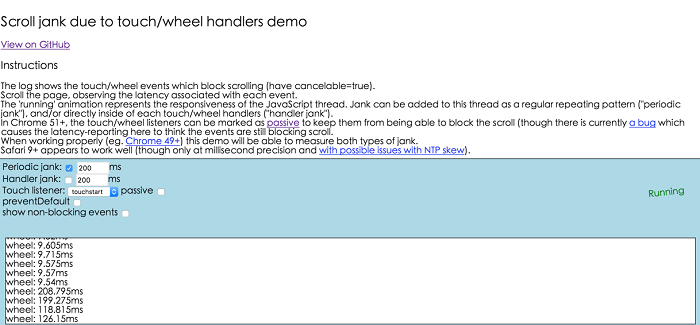 Scroll jank due to touch/wheel handlers demo
View on GitHub
Instructions
The log shows the touch/wheel events which block scrolling (have cancelable=true).
Scroll the page, observing the latency associated with each event.
The 'running' animation represents the responsiveness of the JavaScript thread. Jank can be added to this thread as a regular repeating pattern ("periodic
jank"), and/or directly inside of each touch/wheel handlers ("handler jank").
In Chrome 51+, the touch/wheel listeners can be marked as passive to keep them from being able to block the scroll (though there is currently a bug which
causes the latency-reporting here to think the events are still blocking scroll.
When working properly (eg. Chrome 49+) this demo will be able to measure both types of jank.
Safari 9+ appears to work well (though only at millisecond precision and with possible issues with NTP skew).
Periodic jank: 200 ms
Handler jank: 200 ms
Touch listener: touchstart passive
Running
preventDefault
show non-blocking events
wheel: 9.605ms
wheel: 9.715ms
wheel: 9.575ms
wheel: 9.57ms
wheel: 9.54ms
wheel: 208.795ms
wheel: 199.275ms
wheel: 118.815ms
wheel: 126.15ms